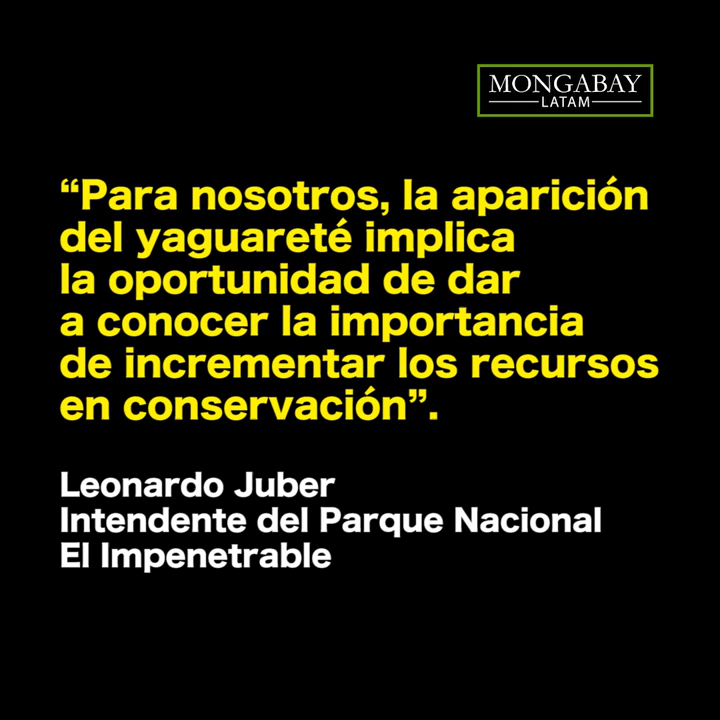 MONGABAY
LATAM
“Para nosotros, la aparición
del yaguareté implica
la oportunidad de dar
a conocer la importancia
de incrementar los recursos
en conservación”.
Leonardo Juber
Intendente del Parque Nacional
El Impenetrable